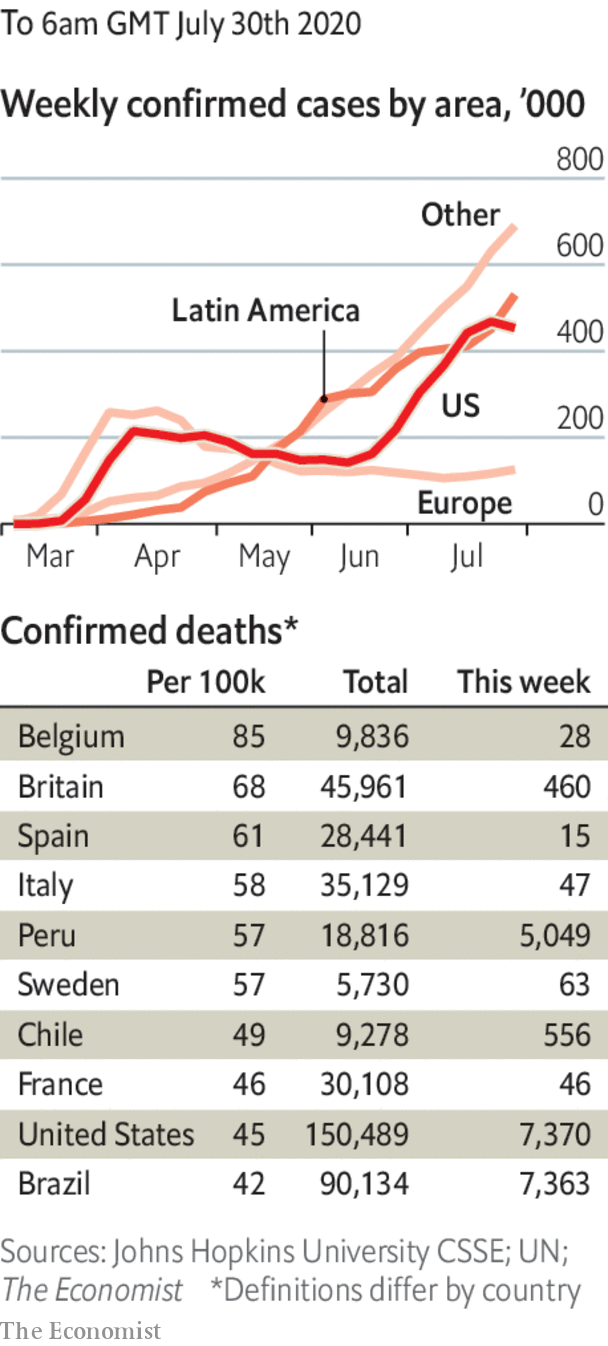 To 6am GMT July 30th 2020
Weekly confirmed cases by area, ’000
800
Other
600
Latin America
400
US
200
Europe
0
Mar Apr May Jun Jul
Confirmed deaths*
Per 100k Total This week
Belgium 85 9,836 28
Britain 68 45,961 460
Spain 61 28,441 15
Italy 58 35,129 47
Peru 57 18,816 5,049
Sweden 57 5,730 63
Chile 49 9,278 556
France 46 30,108 46
United States 45 150,489 7,370
Brazil 42 90,134 7,363
Sources: Johns Hopkins University CSSE; UN;
The Economist *Definitions differ by country
The Economist